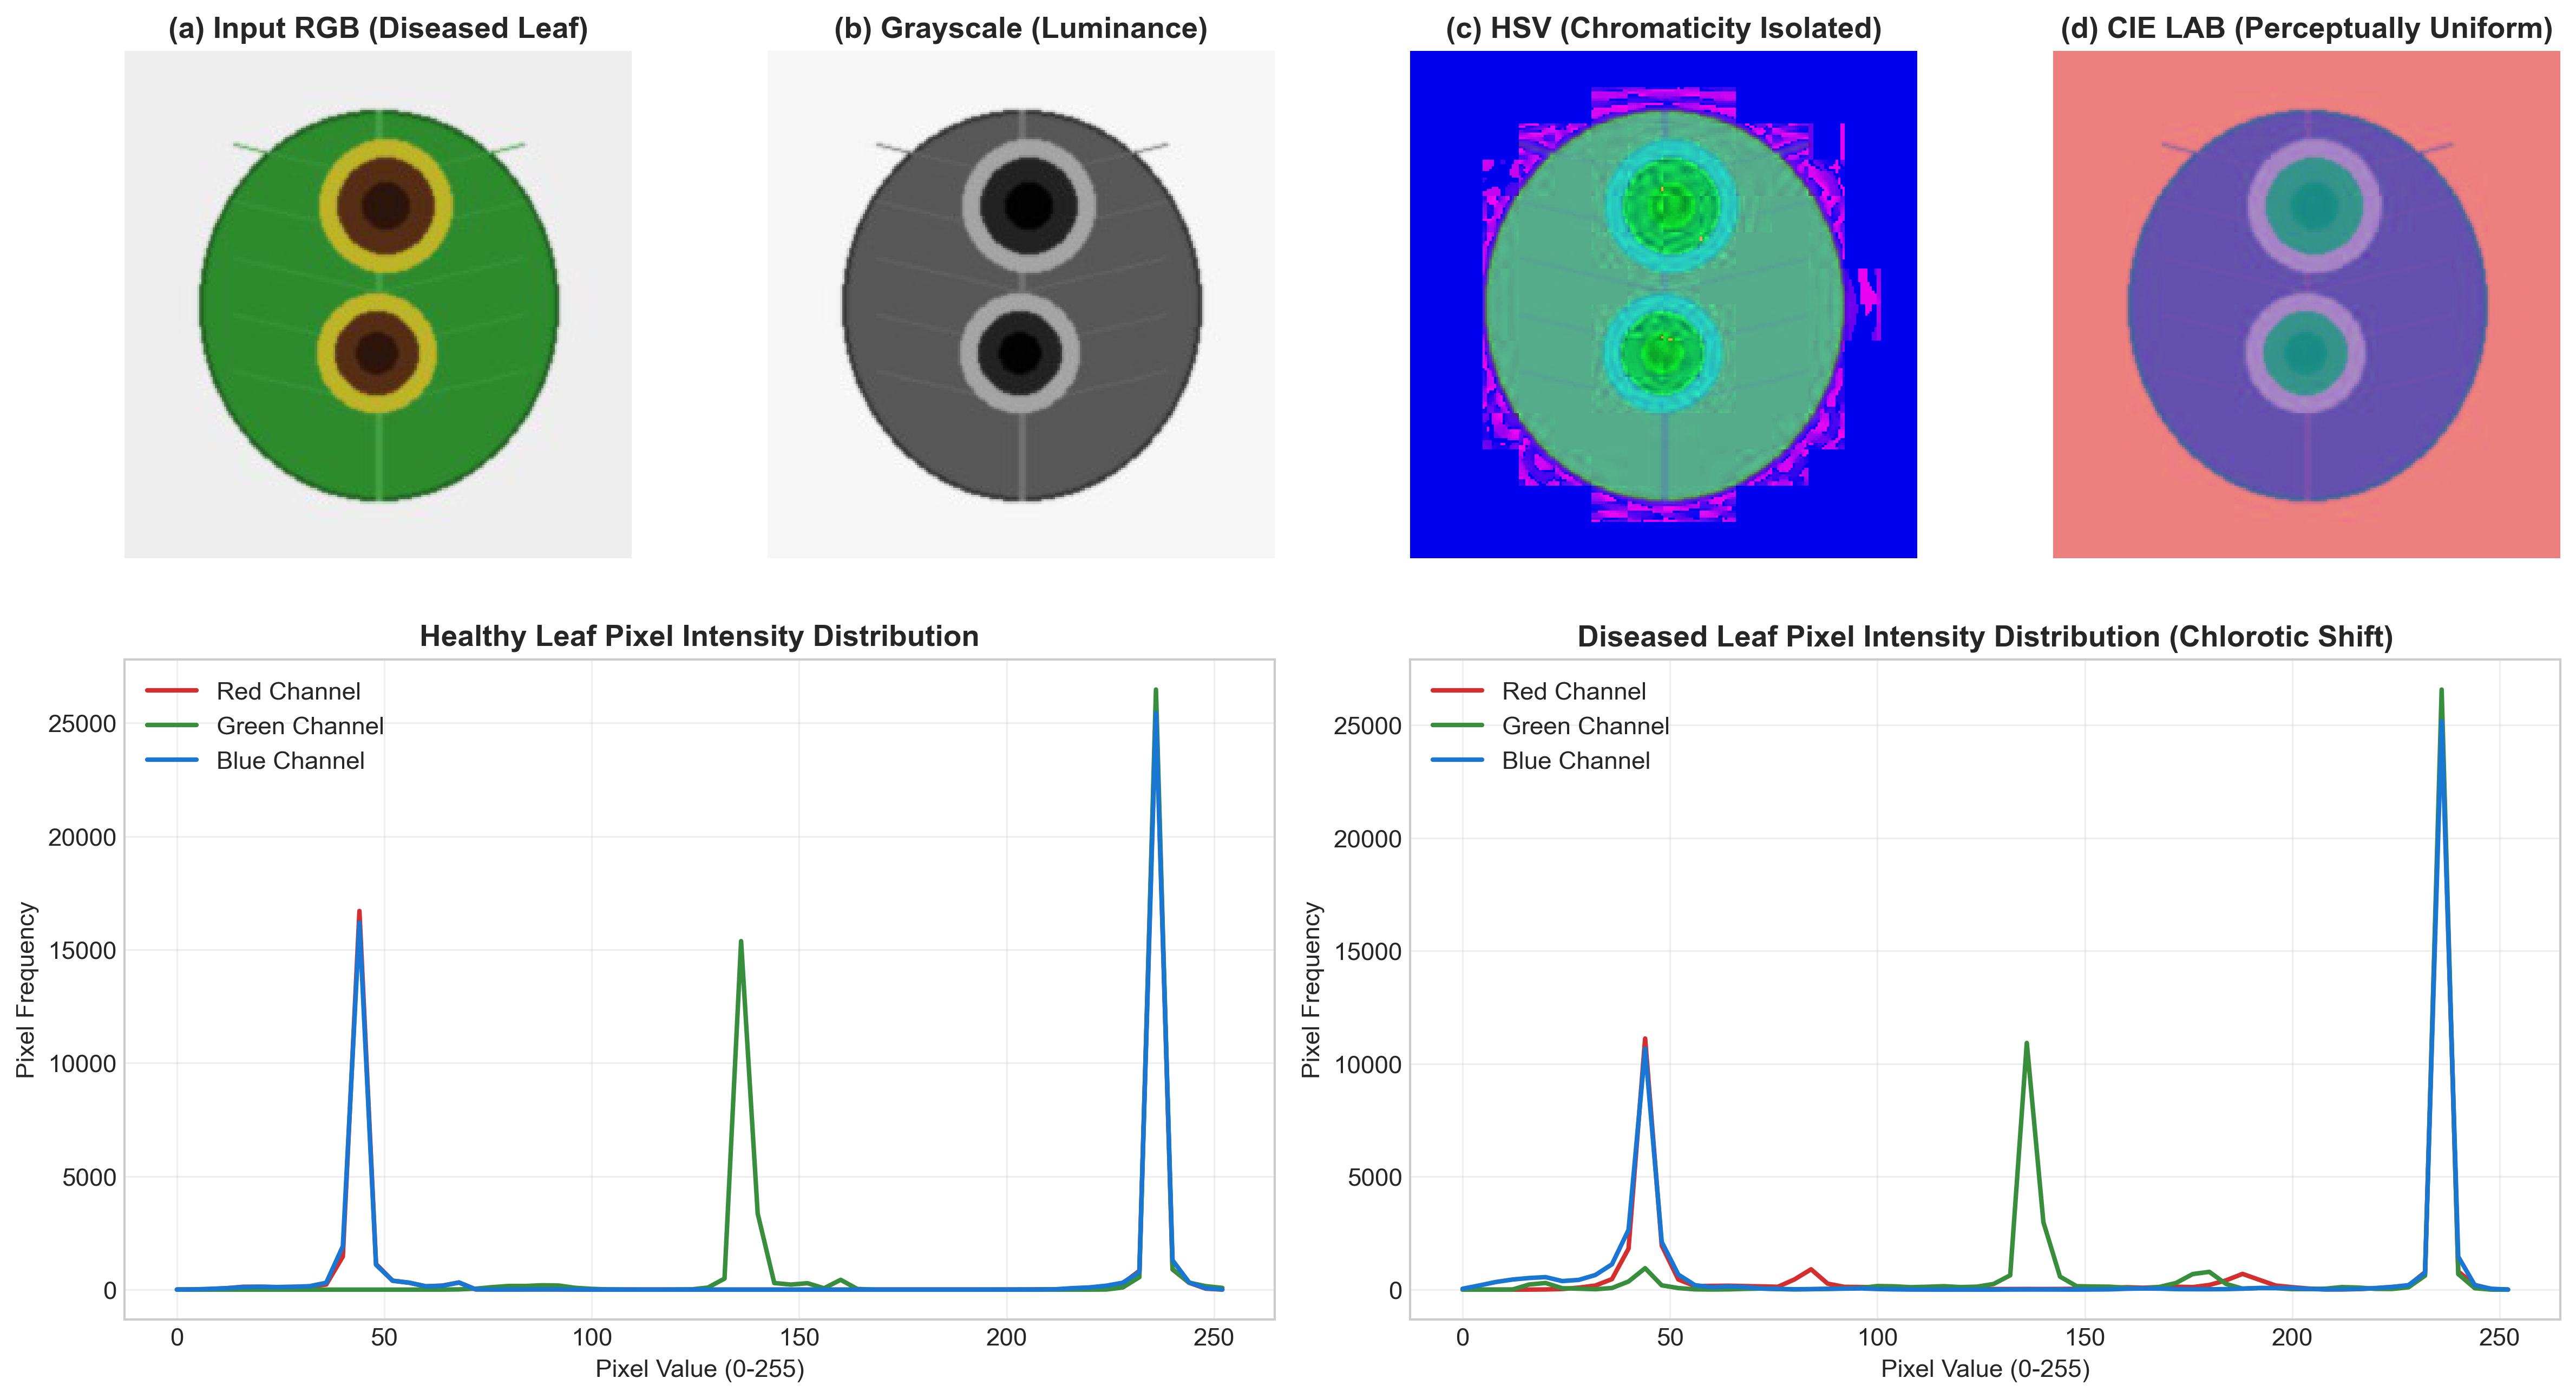 (a) Input RGB (Diseased Leaf)
(b) Grayscale (Luminance)
(c) HSV (Chromaticity Isolated)
(d) CIE LAB (Perceptually Uniform)
Healthy Leaf Pixel Intensity Distribution
Red Channel
Green Channel
Blue Channel
25000
20000
15000
10000
5000
0
Pixel Frequency
0 50 100 150 200 250
Pixel Value (0-255)
Diseased Leaf Pixel Intensity Distribution (Chlorotic Shift)
Red Channel
Green Channel
Blue Channel
25000
20000
15000
10000
5000
0
Pixel Frequency
0 50 100 150 200 250
Pixel Value (0-255)